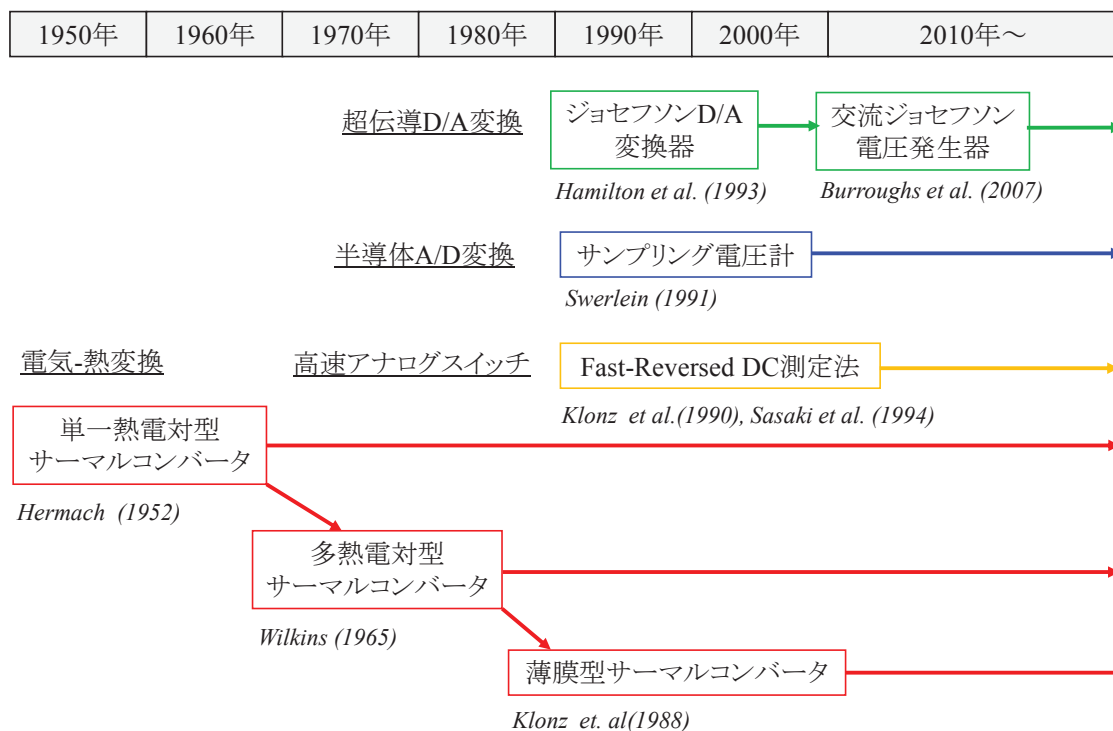 1950年 1960年 1970年 1980年 1990年 2000年 2010年～
超伝導D/A変換
ジョセフソンD/A
変換器
交流ジョセフソン
電圧発生器
Hamilton et al. (1993)
Burroughs et al. (2007)
半導体A/D変換
サンプリング電圧計
Swerlein (1991)
電気-熱変換
高速アナログスイッチ
Fast-Reversed DC測定法
Klonz et al.(1990), Sasaki et al. (1994)
単一熱電対型
サーマルコンバータ
Hermach (1952)
多熱電対型
サーマルコンバータ
Wilkins (1965)
薄膜型サーマルコンバータ
Klonz et. al(1988)